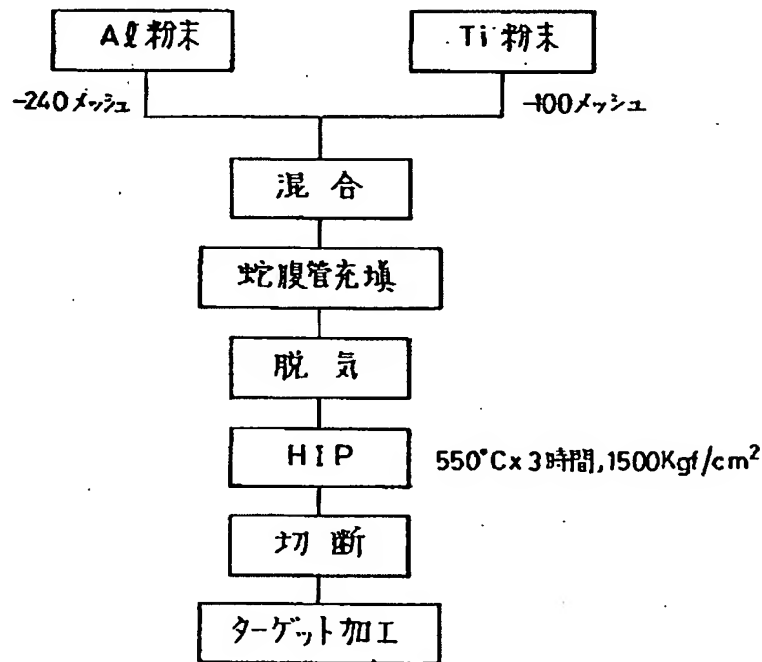 Aℓ粉末
Ti粉末
-240メッシュ
-100メッシュ
混合
蛇腹管充填
脱気
HIP
550°C×3時間,1500Kgf/cm²
切断
ターゲット加工